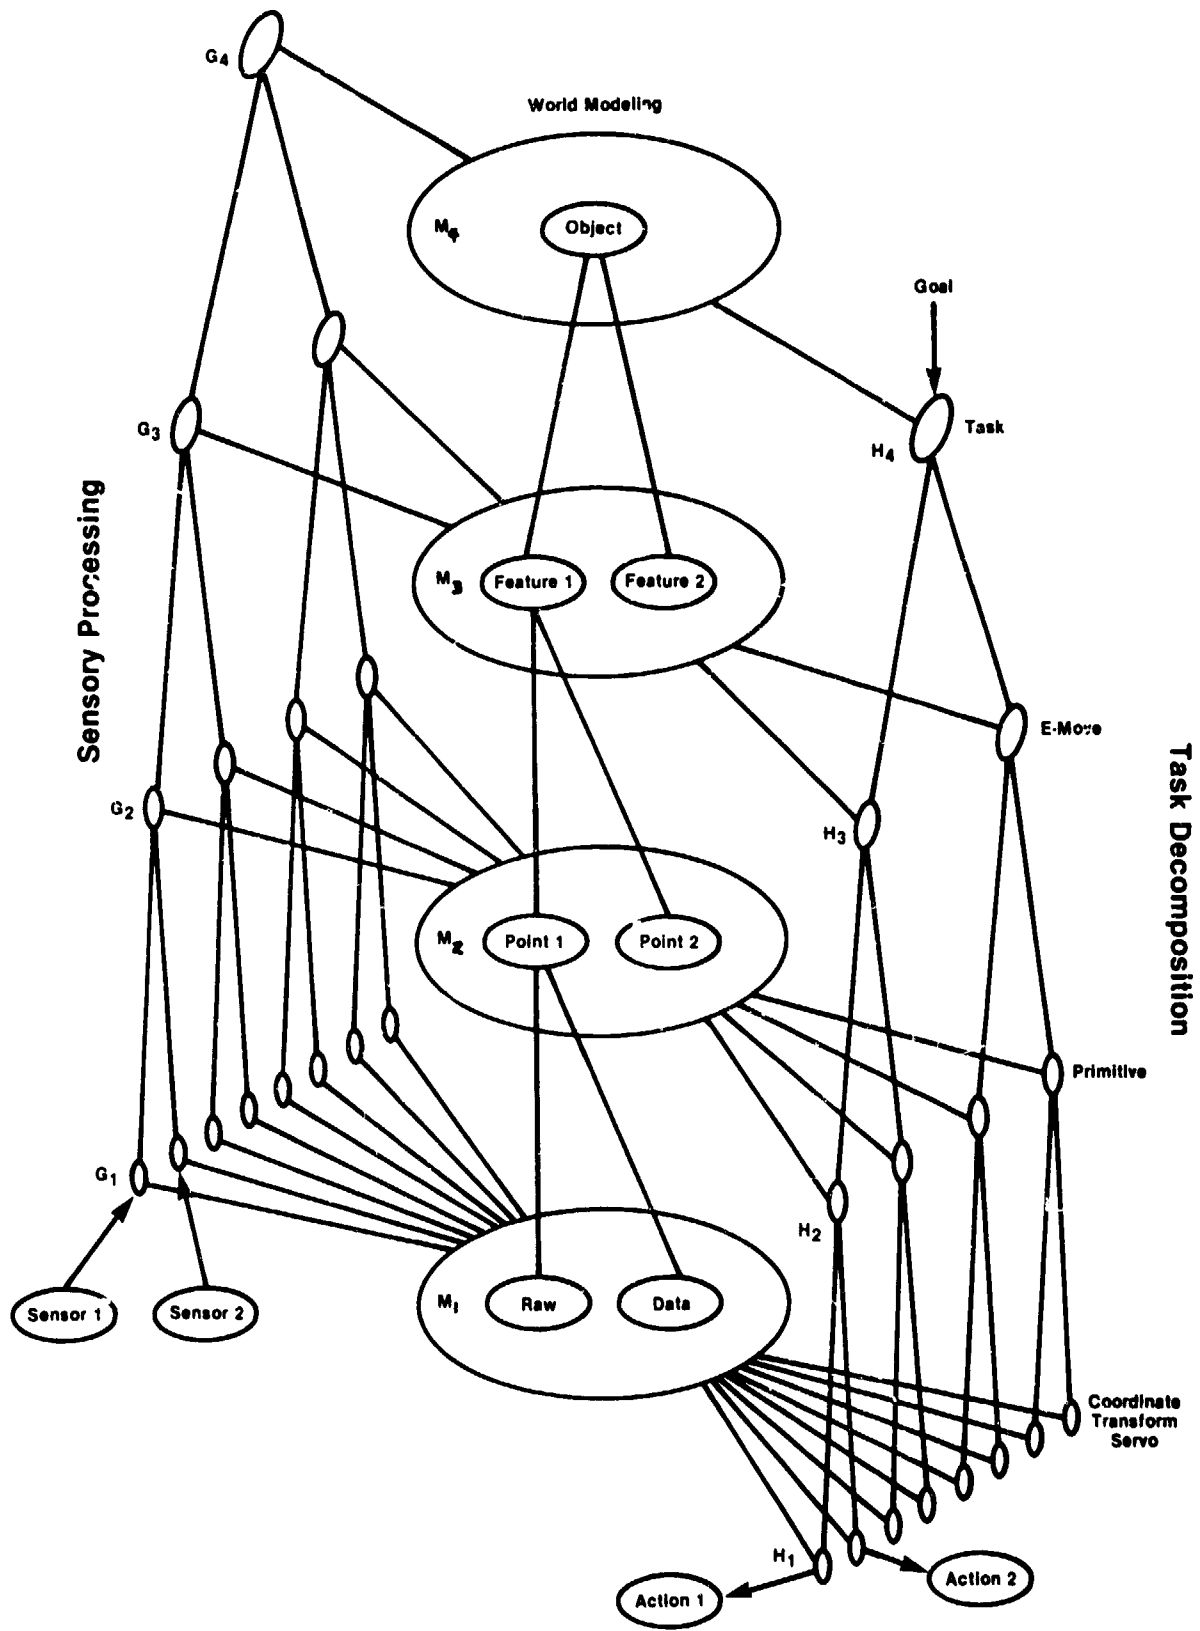 G4
World Modeling
M4
Object
Goal
G3
H4
Task
Sensory Processing
M3
Feature 1
Feature 2
E-Move
Task Decomposition
G2
H3
M2
Point 1
Point 2
Primitive
G1
H2
M1
Raw
Data
Sensor 1
Sensor 2
Coordinate
Transform
Servo
H1
Action 1
Action 2